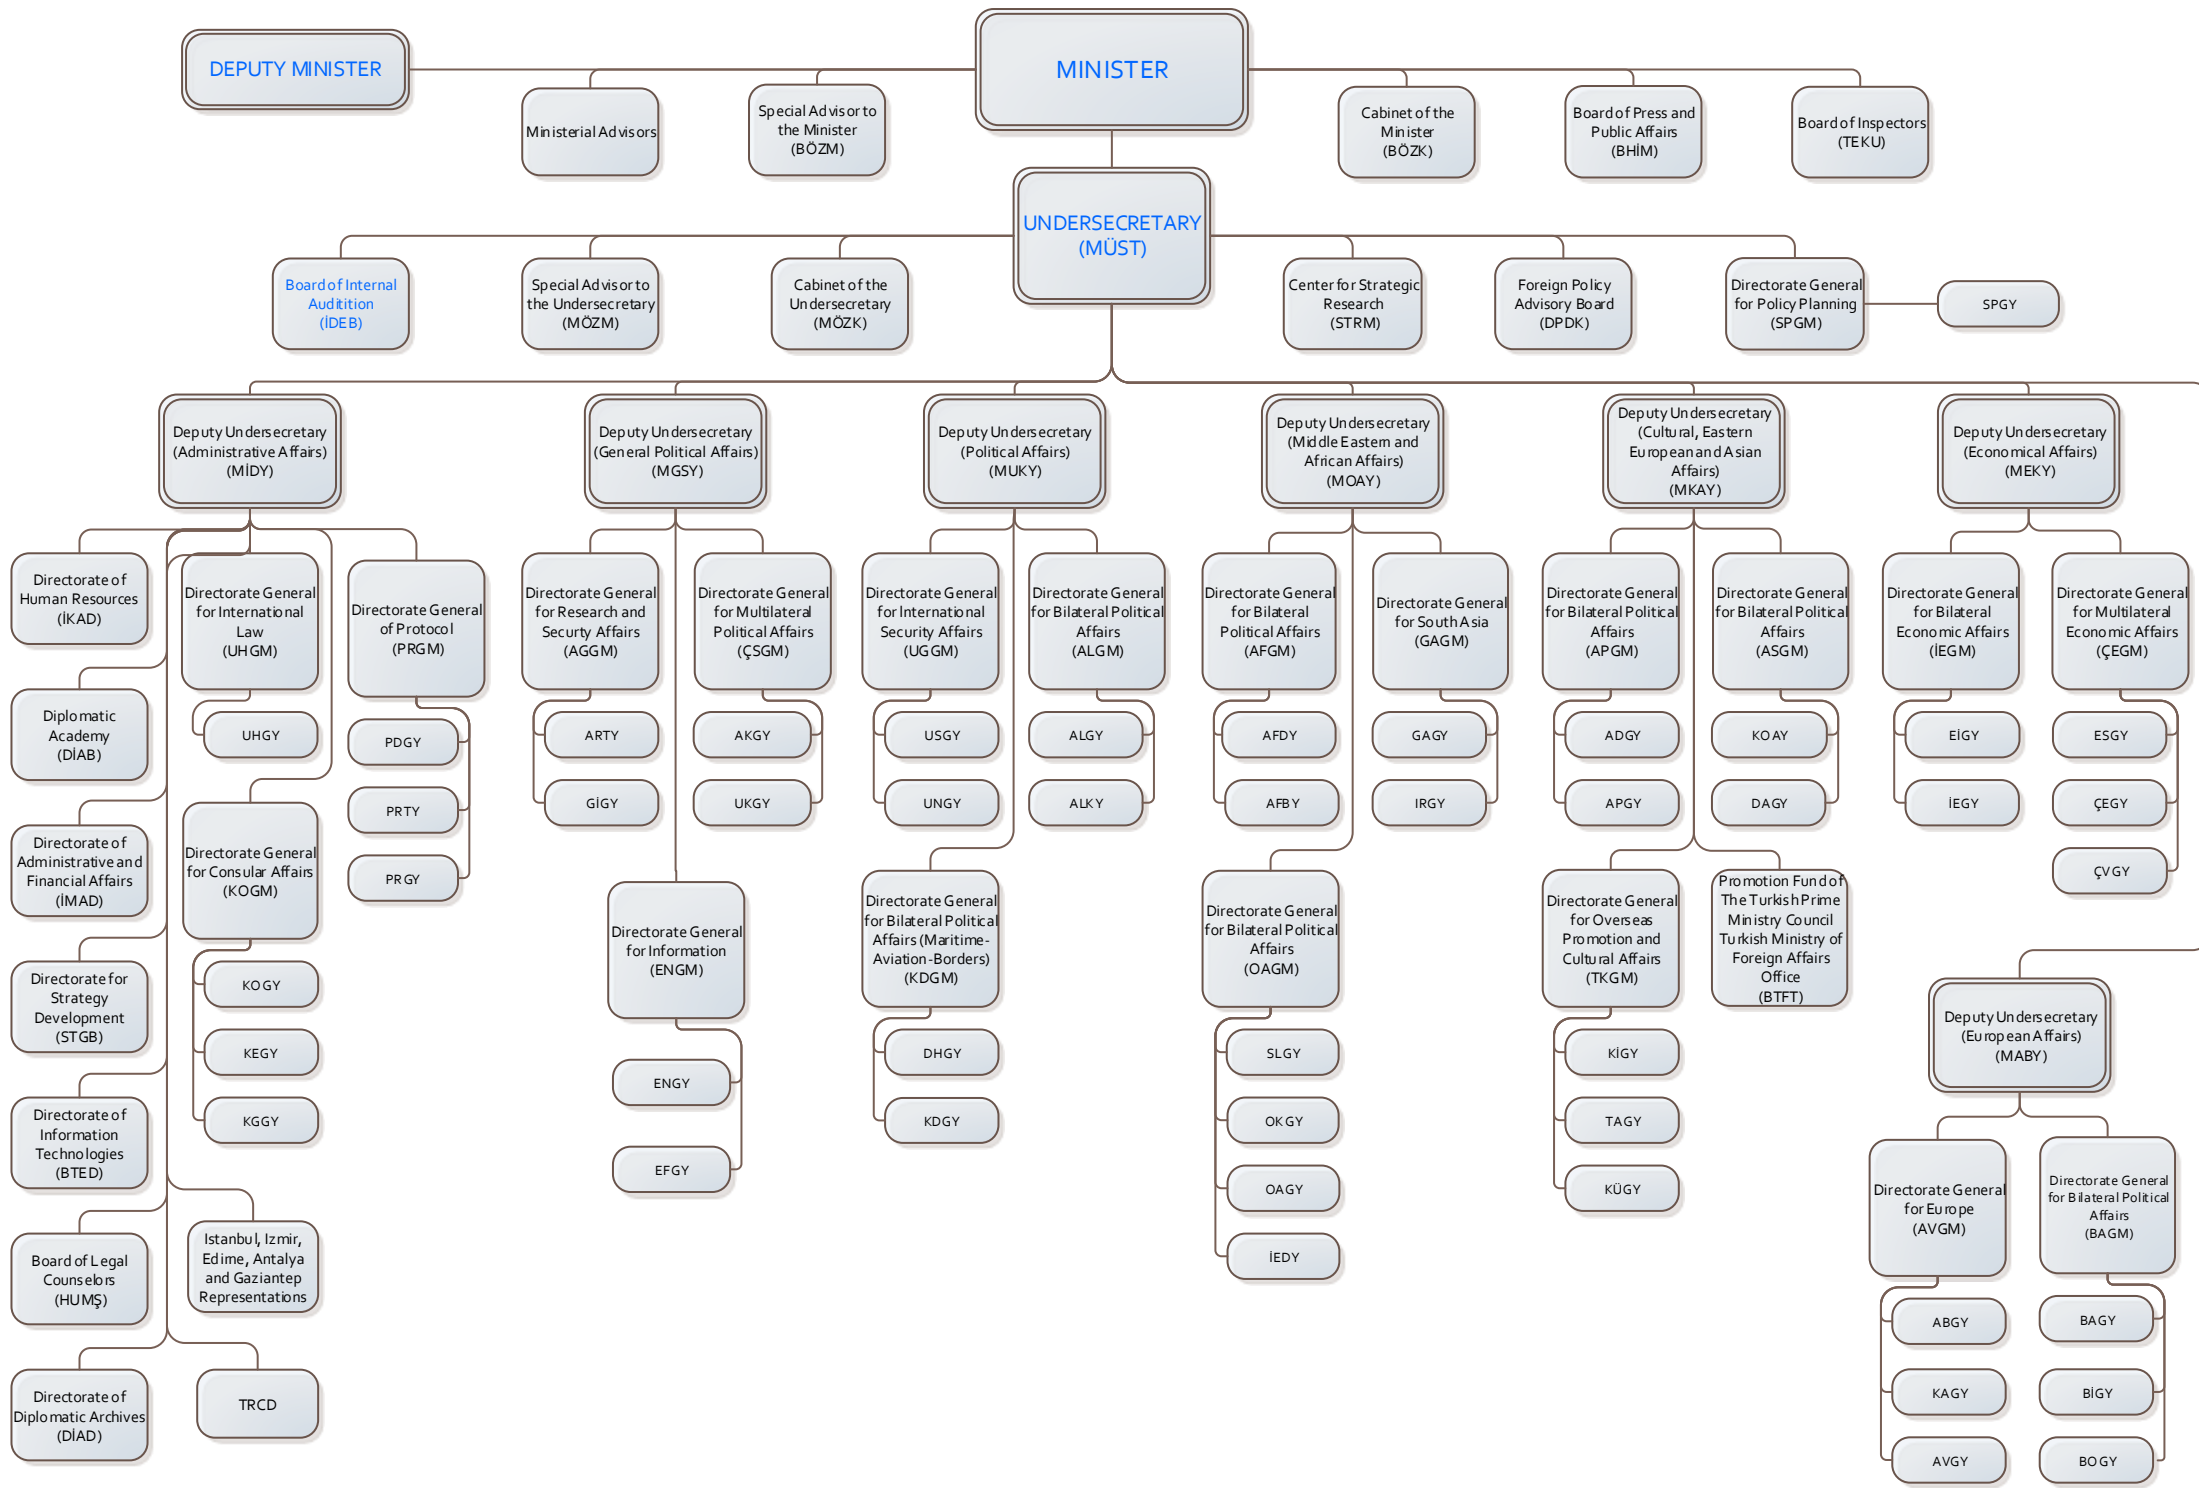 DEPUTY MINISTER
MINISTER
Ministerial Advisors
Special Advisor to
the Minister
(BÖZM)
Cabinet of the
Minister
(BÖZK)
Board of Press and
Public Affairs
(BHİM)
Board of Inspectors
(TEKU)
UNDERSECRETARY
(MÜST)
Board of Internal
Auditition
(İDEB)
Special Advisor to
the Undersecretary
(MÖZM)
Cabinet of the
Undersecretary
(MÖZK)
Center for Strategic
Research
(STRM)
Foreign Policy
Advisory Board
(DPDK)
Directorate General
for Policy Planning
(SPGM)
SPGY
Deputy Undersecretary
(Administrative Affairs)
(MİDY)
Deputy Undersecretary
(General Political Affairs)
(MGSY)
Deputy Undersecretary
(Political Affairs)
(MUKY)
Deputy Undersecretary
(Middle Eastern and
African Affairs)
(MOAY)
Deputy Undersecretary
(Cultural, Eastern
European and Asian
Affairs)
(MKAY)
Deputy Undersecretary
(Economical Affairs)
(MEKY)
Directorate of
Human Resources
(İKAD)
Directorate General
for International
Law
(UHGM)
Directorate General
of Protocol
(PRGM)
Directorate General
for Research and
Securty Affairs
(AGGM)
Directorate General
for Multilateral
Political Affairs
(ÇSGM)
Directorate General
for International
Security Affairs
(UGGM)
Directorate General
for Bilateral Political
Affairs
(ALGM)
Directorate General
for Bilateral
Political Affairs
(AFGM)
Directorate General
for South Asia
(GAGM)
Directorate General
for Bilateral Political
Affairs
(APGM)
Directorate General
for Bilateral Political
Affairs
(ASGM)
Directorate General
for Bilateral
Economic Affairs
(İEGM)
Directorate General
for Multilateral
Economic Affairs
(ÇEGM)
Diplomatic
Academy
(DİAB)
UHGY
PDGY
PRTY
PRGY
ARTY
GİGY
AKGY
UKGY
USGY
UNGY
ALGY
ALKY
AFDY
AFBY
GAGY
IRGY
ADGY
APGY
KOAY
DAGY
EİGY
İEGY
ESGY
ÇEGY
ÇVGY
Directorate of
Administrative and
Financial Affairs
(İMAD)
Directorate General
for Consular Affairs
(KOGM)
KOGY
KEGY
KGGY
Directorate General
for Information
(ENGM)
ENGY
EFGY
Directorate General
for Bilateral Political
Affairs (Maritime-
Aviation-Borders)
(KDGM)
DHGY
KDGY
Directorate General
for Bilateral Political
Affairs
(OAGM)
SLGY
OKGY
OAGY
İEDY
Directorate General
for Overseas
Promotion and
Cultural Affairs
(TKGM)
KİGY
TAGY
KÜGY
Promotion Fund of
The Turkish Prime
Ministry Council
Turkish Ministry of
Foreign Affairs
Office
(BTFT)
Directorate for
Strategy
Development
(STGB)
Directorate of
Information
Technologies
(BTED)
Board of Legal
Counselors
(HUMŞ)
Istanbul, Izmir,
Edirne, Antalya
and Gaziantep
Representations
Directorate of
Diplomatic Archives
(DİAD)
TRCD
Deputy Undersecretary
(European Affairs)
(MABY)
Directorate General
for Europe
(AVGM)
Directorate General
for Bilateral Political
Affairs
(BAGM)
ABGY
KAGY
AVGY
BAGY
BİGY
BOGY